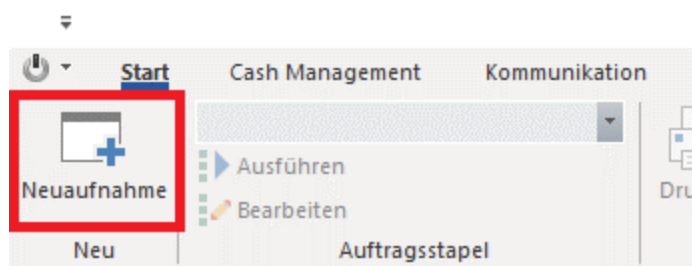 Start Cash Management Kommunikation
Neuaufnahme
Ausführen
Bearbeiten
Neu Auftragsstapel